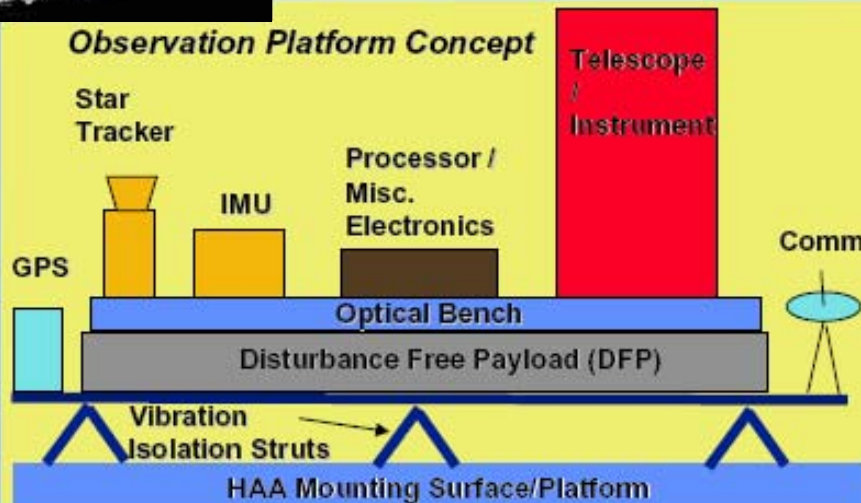 Observation Platform Concept
Star
Tracker
IMU
Processor /
Misc.
Electronics
Telescope
/
Instrument
GPS
Comm
Optical Bench
Disturbance Free Payload (DFP)
Vibration
Isolation Struts
HAA Mounting Surface/Platform